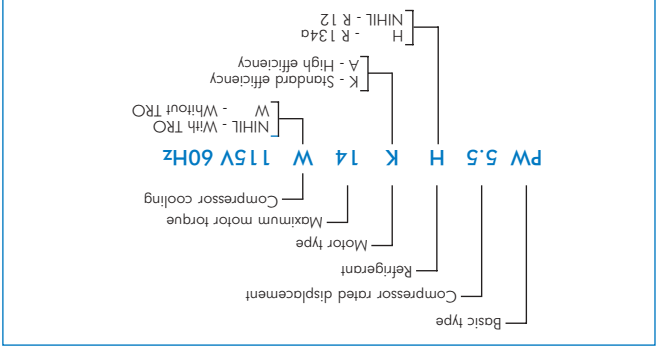 Basic type
Compressor rated displacement
Refrigerant
Motor type
Maximum motor torque
Compressor cooling
PW 5.5 H K 14 W 115V 60Hz
NIHIL - With TRO
W - Whitout TRO
K - Standard efficiency
A - High efficiency
H - R 134a
NIHIL - R 12